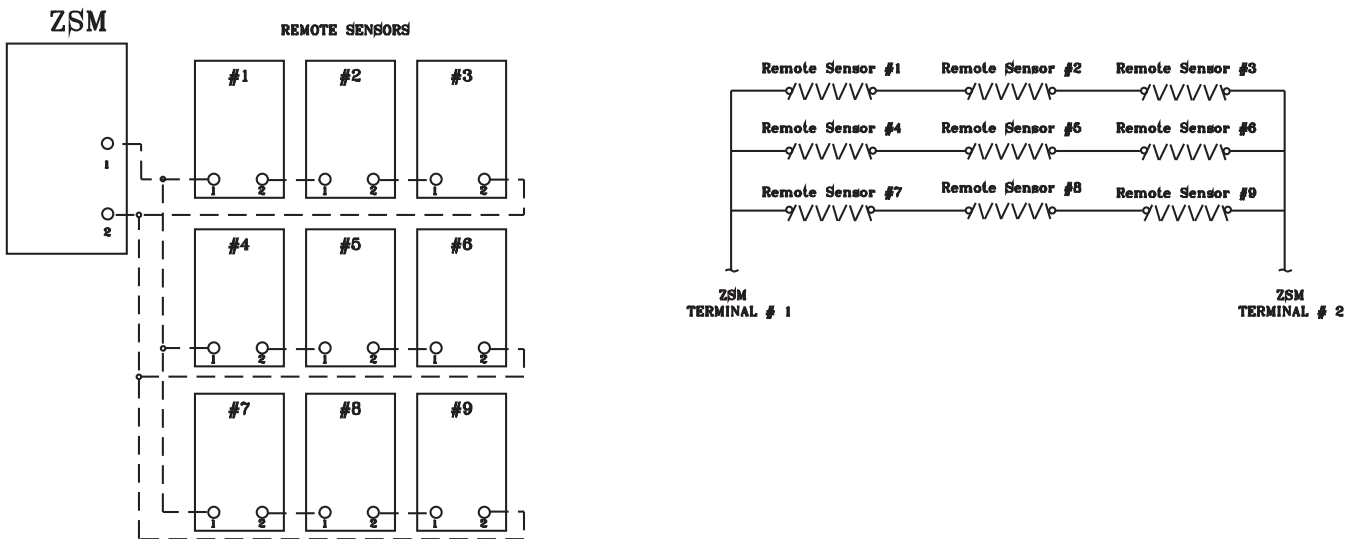 ZSM
REMOTE SENSORS
#1 #2 #3
1
1 2 1 2 1 2
2
#4 #5 #6
1 2 1 2 1 2
#7 #8 #9
1 2 1 2 1 2
Remote Sensor #1 Remote Sensor #2 Remote Sensor #3
Remote Sensor #4 Remote Sensor #5 Remote Sensor #6
Remote Sensor #7 Remote Sensor #8 Remote Sensor #9
ZSM
TERMINAL # 1
ZSM
TERMINAL # 2